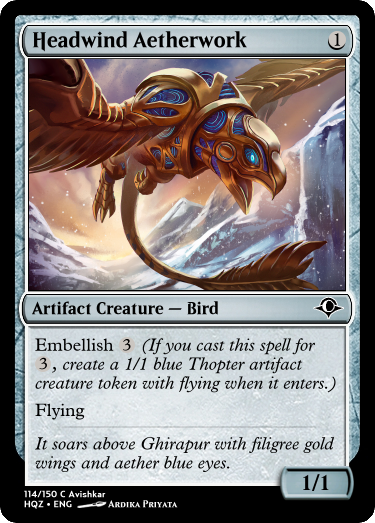 Headwind Aetherwork 1
Artifact Creature — Bird
Embellish 3 (If you cast this spell for
3, create a 1/1 blue Thopter artifact
creature token with flying when it enters.)
Flying
It soars above Ghirapur with filigree gold
wings and aether blue eyes.
1/1
114/150 C Avishkar
HQZ • ENG Ardika Priyata